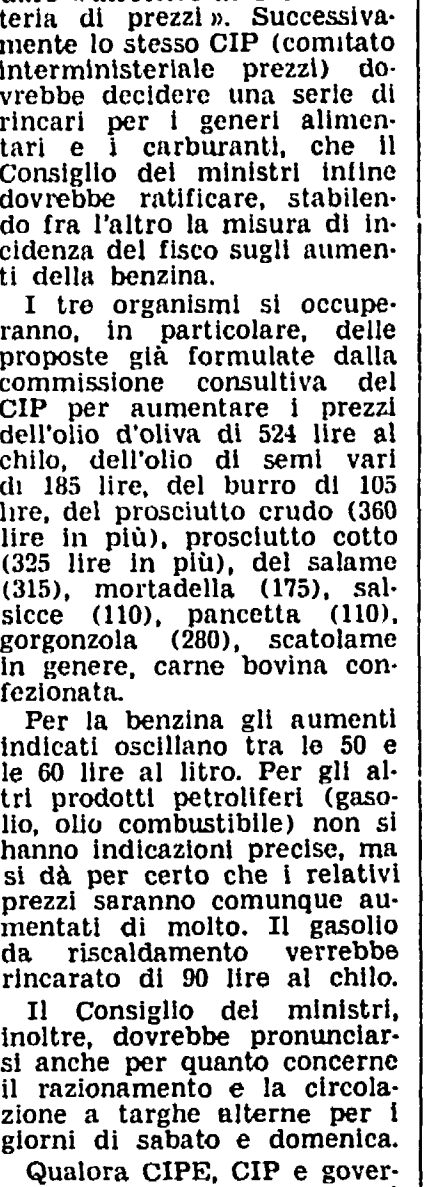 teria di prezzi ». Successiva-
mente lo stesso CIP (comitato
interministeriale prezzi) do-
vrebbe decidere una serie di
rincari per i generi alimen-
tari e i carburanti, che il
Consiglio dei ministri infine
dovrebbe ratificare, stabilen-
do fra l'altro la misura di in-
cidenza del fisco sugli aumen-
ti della benzina.
I tre organismi si occupe-
ranno, in particolare, delle
proposte già formulate dalla
commissione consultiva del
CIP per aumentare i prezzi
dell'olio d'oliva di 524 lire al
chilo, dell'olio di semi vari
di 185 lire, del burro di 105
lire, del prosciutto crudo (360
lire in più), prosciutto cotto
(325 lire in più), del salame
(315), mortadella (175), sal-
sicce (110), pancetta (110),
gorgonzola (280), scatolame
in genere, carne bovina con-
fezionata.
Per la benzina gli aumenti
indicati oscillano tra le 50 e
le 60 lire al litro. Per gli al-
tri prodotti petroliferi (gaso-
lio, olio combustibile) non si
hanno indicazioni precise, ma
si dà per certo che i relativi
prezzi saranno comunque au-
mentati di molto. Il gasolio
da riscaldamento verrebbe
rincarato di 90 lire al chilo.
Il Consiglio dei ministri,
inoltre, dovrebbe pronunciar-
si anche per quanto concerne
il razionamento e la circola-
zione a targhe alterne per i
giorni di sabato e domenica.
Qualora CIPE, CIP e gover-